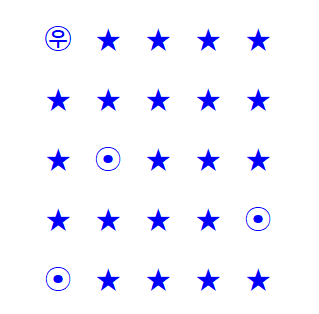 ㉾ ★ ★ ★ ★
★ ★ ★ ★ ★
★ ☉ ★ ★ ★
★ ★ ★ ★ ☉
☉ ★ ★ ★ ★